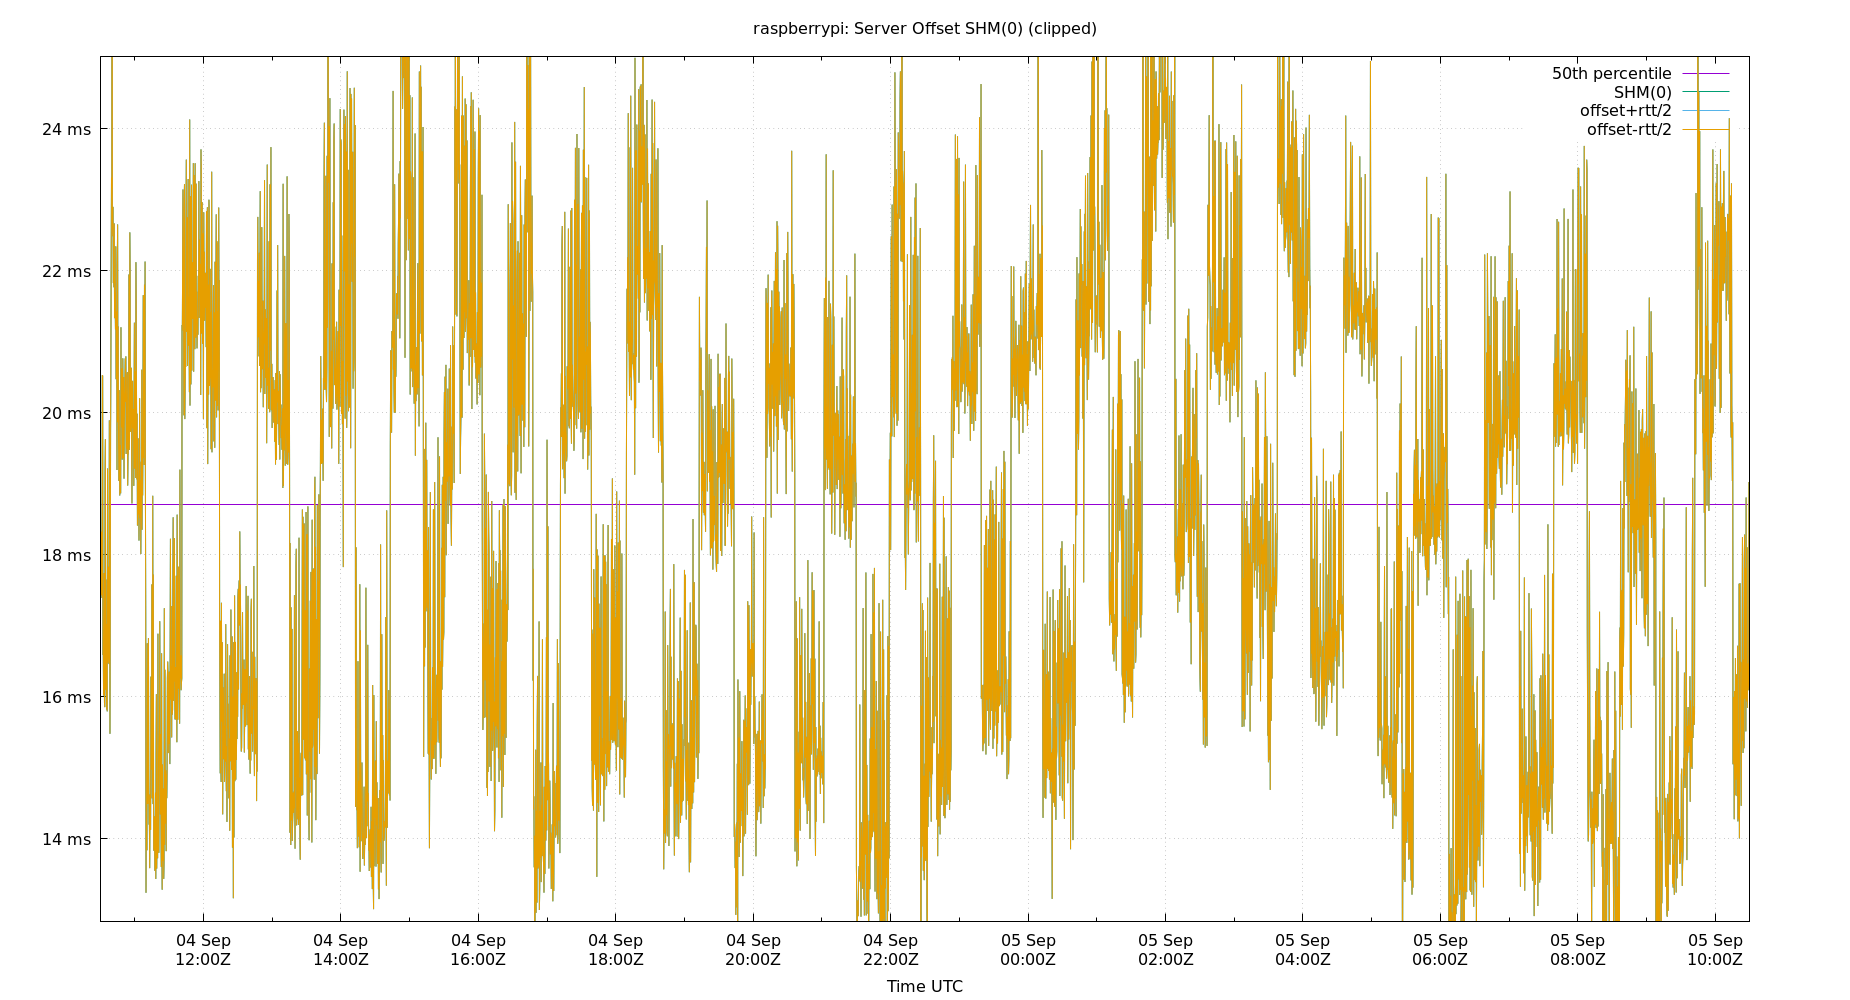 raspberrypi: Server Offset SHM(0) (clipped)
50th percentile
SHM(0)
offset+rtt/2
offset-rtt/2
24 ms
22 ms
20 ms
18 ms
16 ms
14 ms
04 Sep 04 Sep 04 Sep 04 Sep 04 Sep 04 Sep 05 Sep 05 Sep 05 Sep 05 Sep 05 Sep 05 Sep
12:00Z 14:00Z 16:00Z 18:00Z 20:00Z 22:00Z 00:00Z 02:00Z 04:00Z 06:00Z 08:00Z 10:00Z
Time UTC